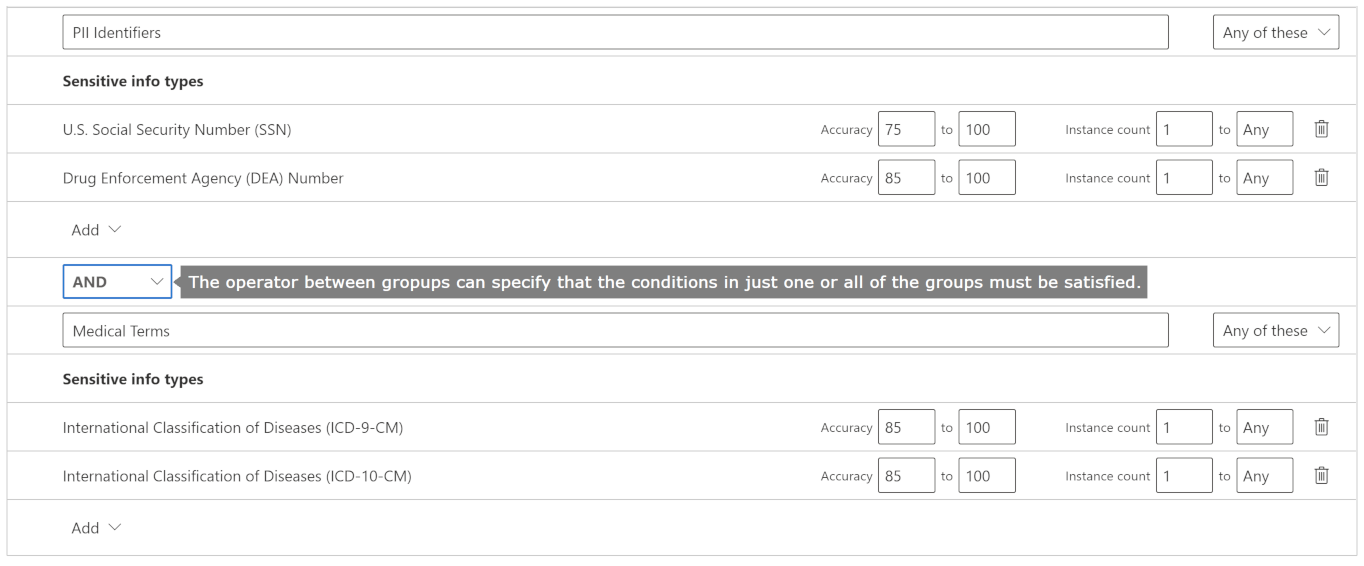 PII Identifiers Any of these
Sensitive info types
U.S. Social Security Number (SSN) Accuracy 75 to 100 Instance count 1 to Any
Drug Enforcement Agency (DEA) Number Accuracy 85 to 100 Instance count 1 to Any
Add
AND The operator between gropups can specify that the conditions in just one or all of the groups must be satisfied.
Medical Terms Any of these
Sensitive info types
International Classification of Diseases (ICD-9-CM) Accuracy 85 to 100 Instance count 1 to Any
International Classification of Diseases (ICD-10-CM) Accuracy 85 to 100 Instance count 1 to Any
Add